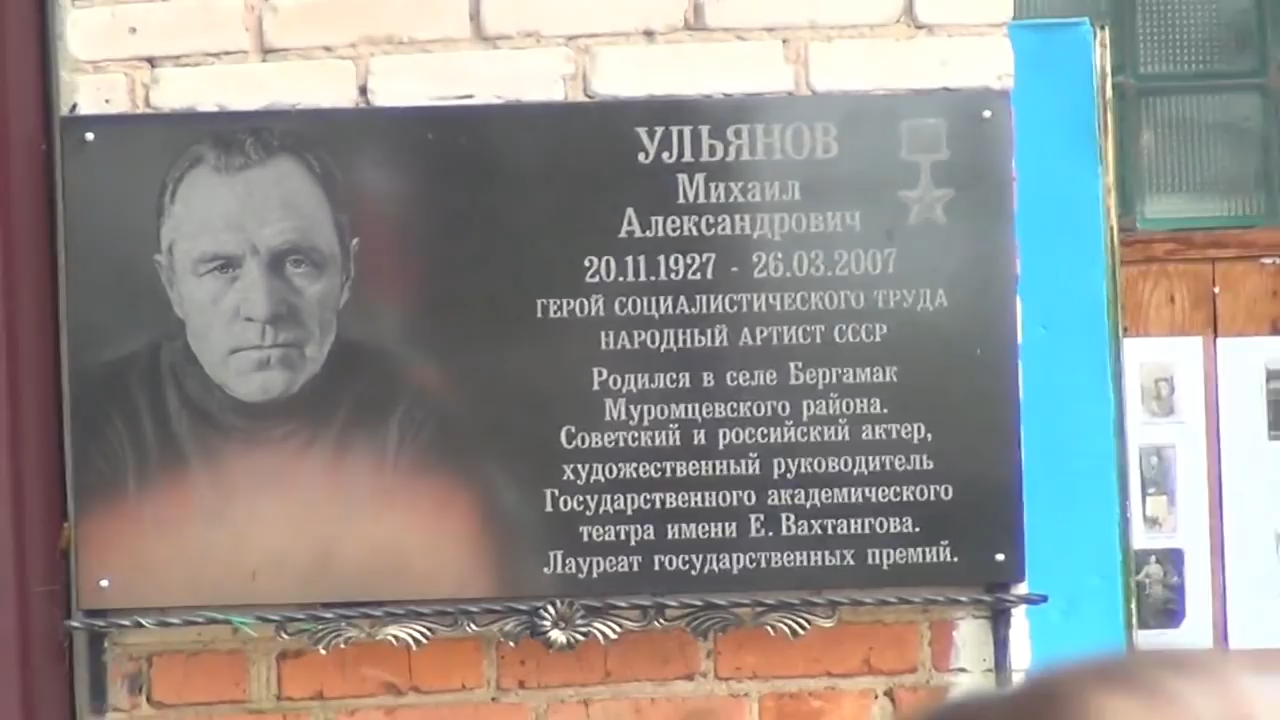 УЛЬЯНОВ
Михаил
Александрович
20.11.1927 - 26.03.2007
ГЕРОЙ СОЦИАЛИСТИЧЕСКОГО ТРУДА
НАРОДНЫЙ АРТИСТ СССР
Родился в селе Бергамак
Муромцевского района.
Советский и российский актер,
художественный руководитель
Государственного академического
театра имени Е. Вахтангова.
Лауреат государственных премий.